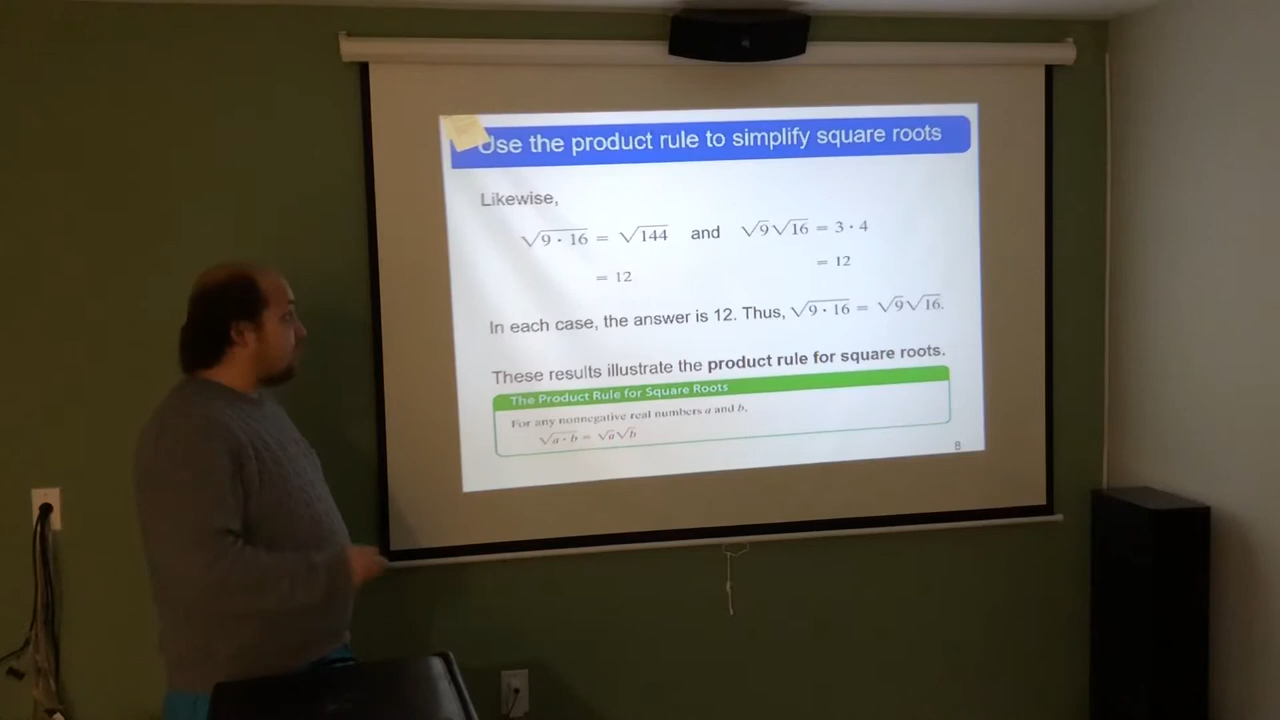 Use the product rule to simplify square roots
Likewise,
√9 · 16 = √144 and √9√16 = 3 · 4
= 12 = 12
In each case, the answer is 12. Thus, √9 · 16 = √9√16.
These results illustrate the product rule for square roots.
The Product Rule for Square Roots
For any nonnegative real numbers a and b,
√a · b = √a√b
8